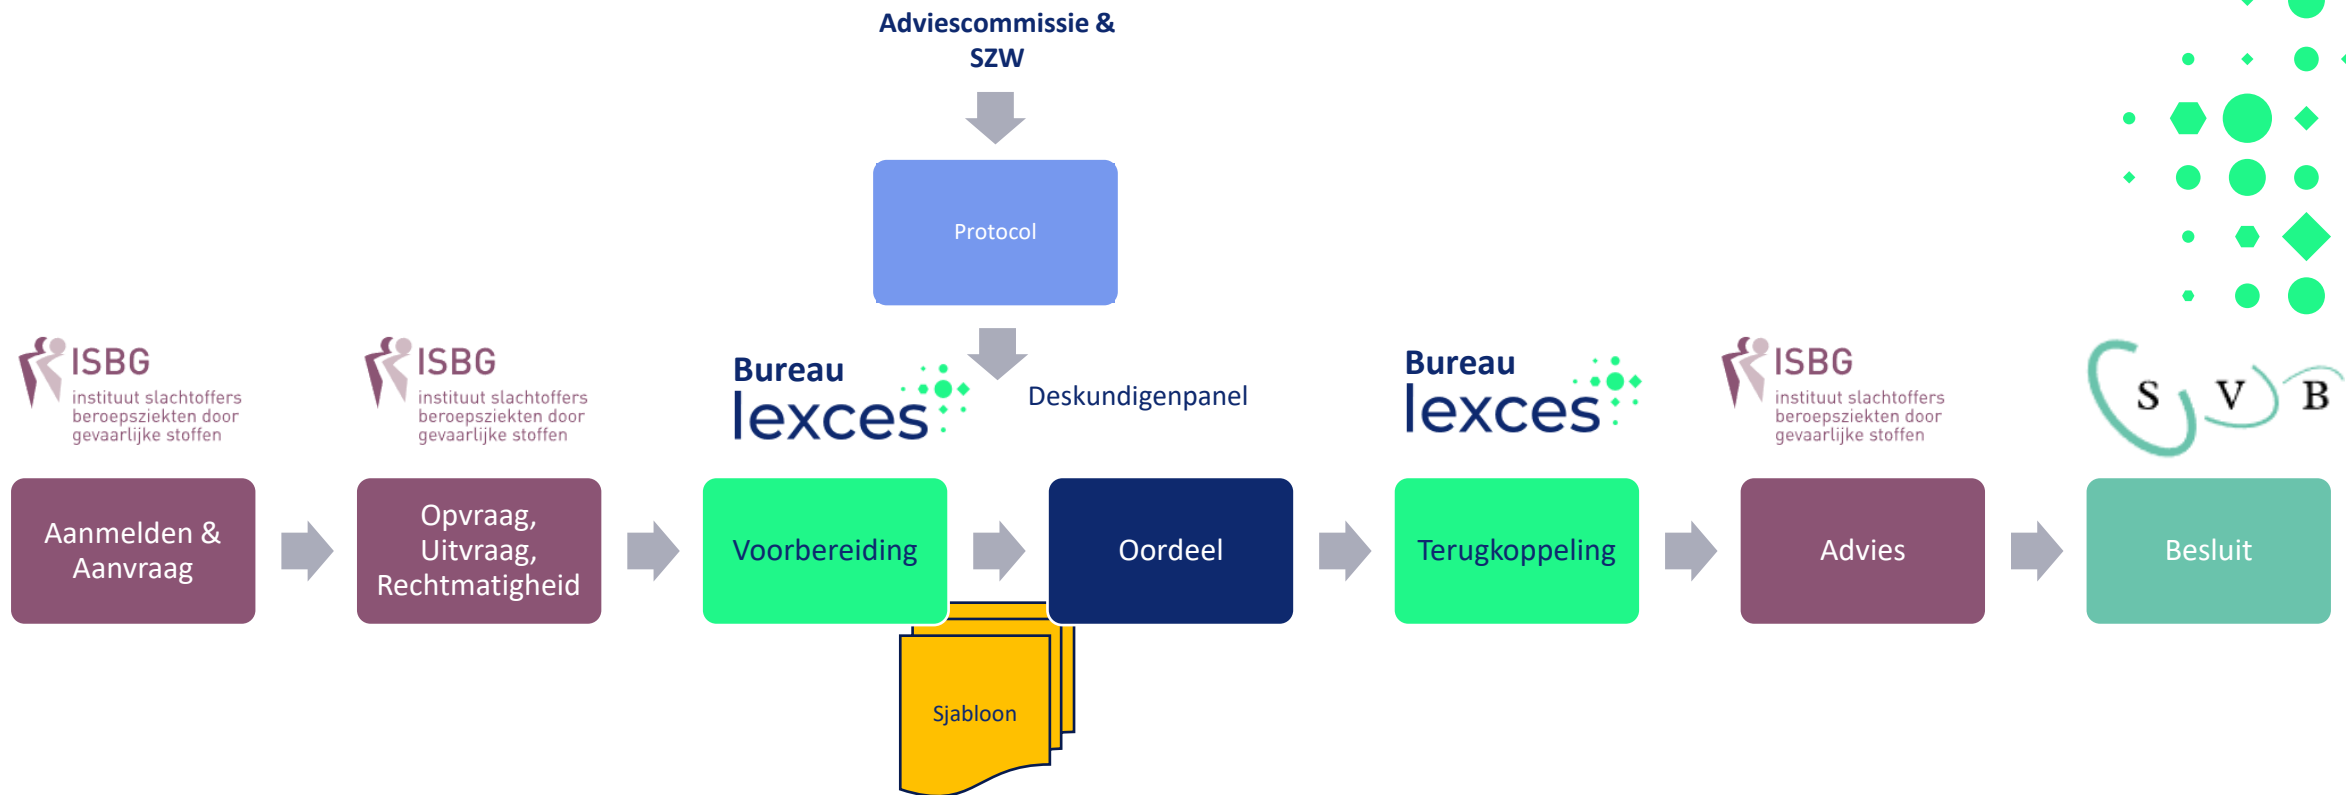 Adviescommissie &
SZW
Protocol
ISBG
instituut slachtoffers
beroepsziekten door
gevaarlijke stoffen
ISBG
instituut slachtoffers
beroepsziekten door
gevaarlijke stoffen
Bureau
lexces
Deskundigenpanel
Bureau
lexces
ISBG
instituut slachtoffers
beroepsziekten door
gevaarlijke stoffen
S V B
Aanmelden &
Aanvraag
Opvraag,
Uitvraag,
Rechtmatigheid
Voorbereiding
Oordeel
Terugkoppeling
Advies
Besluit
Sjabloon